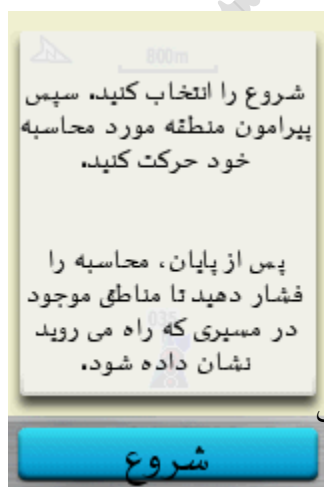 800m
شروع را انتخاب کنید. سپس
پیرامون منطقه مورد محاسبه
خود حرکت کنید.
پس از پایان، محاسبه را
فشار دهید تا مناطق موجود
در مسیری که راه می روید
نشان داده شود.
شروع